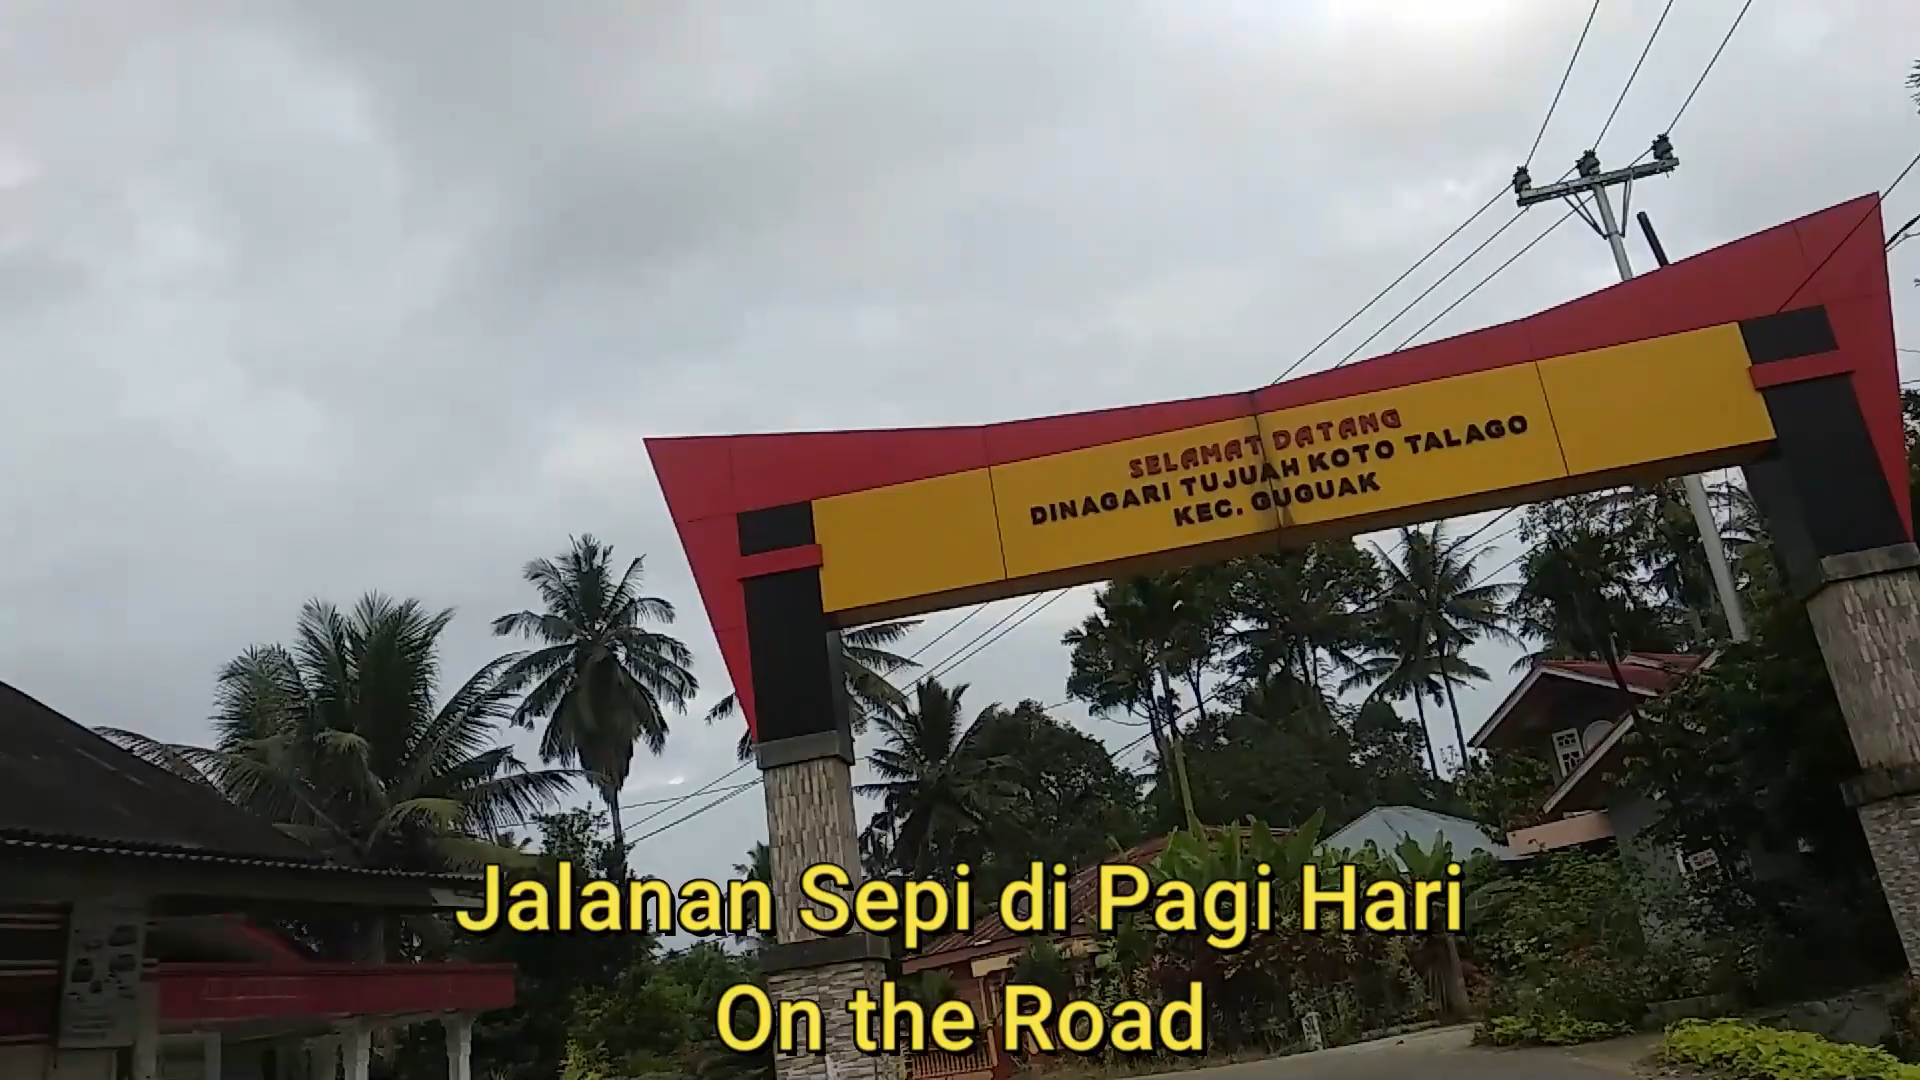 SELAMAT DATANG
DINAGARI TUJUAH KOTO TALAGO
KEC. GUGUAK
Jalanan Sepi di Pagi Hari
On the Road